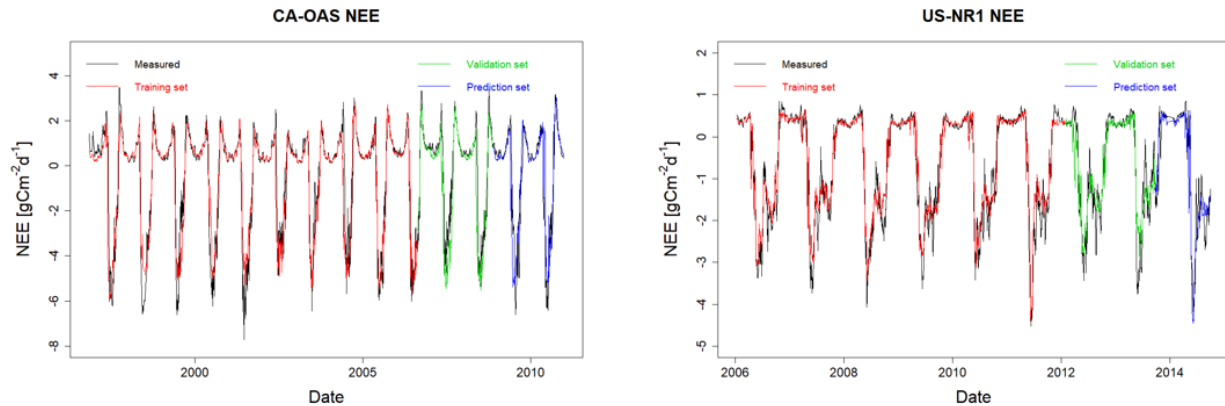 CA-OAS NEE
4
2
0
-2
-4
-6
-8
NEE [gCm⁻²d⁻¹]
Measured
Training set
Validation set
Prediction set
2000
2005
2010
Date
US-NR1 NEE
2
1
0
-1
-2
-3
-4
-5
NEE [gCm⁻²d⁻¹]
Measured
Training set
Validation set
Prediction set
2006
2008
2010
2012
2014
Date